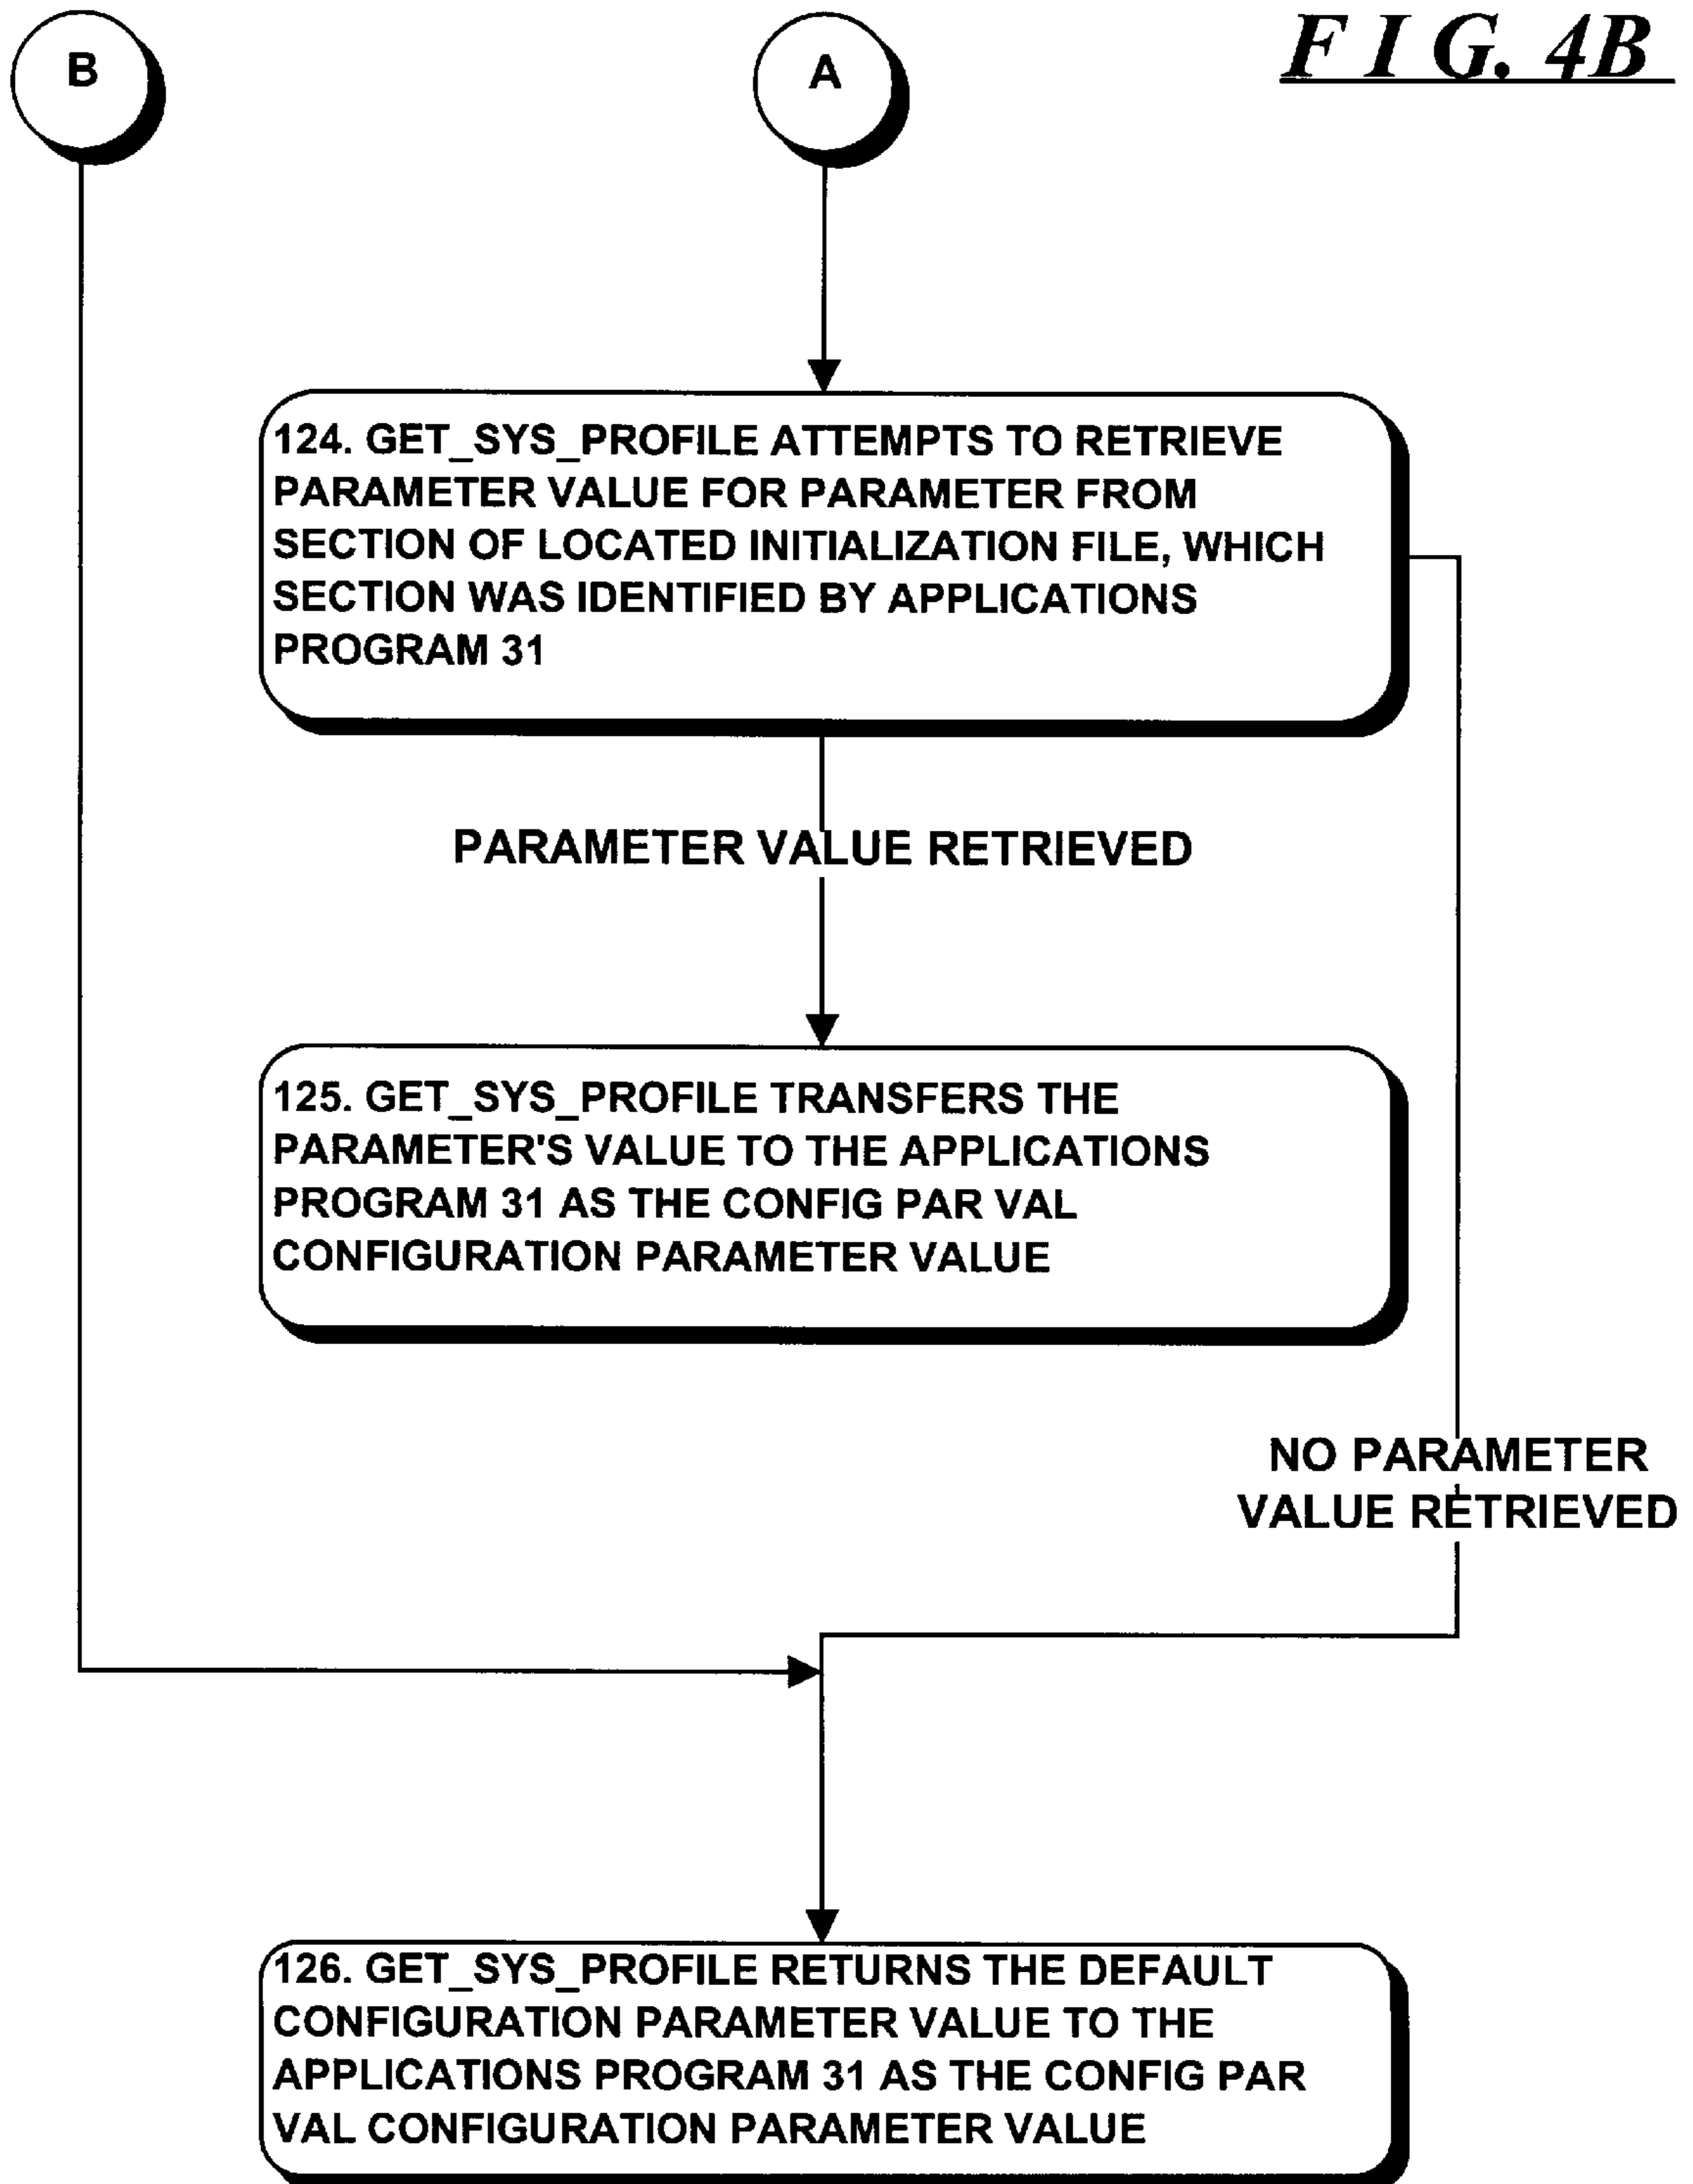 B
A
F I G. 4B
124. GET_SYS_PROFILE ATTEMPTS TO RETRIEVE
PARAMETER VALUE FOR PARAMETER FROM
SECTION OF LOCATED INITIALIZATION FILE, WHICH
SECTION WAS IDENTIFIED BY APPLICATIONS
PROGRAM 31
PARAMETER VALUE RETRIEVED
125. GET_SYS_PROFILE TRANSFERS THE
PARAMETER'S VALUE TO THE APPLICATIONS
PROGRAM 31 AS THE CONFIG PAR VAL
CONFIGURATION PARAMETER VALUE
NO PARAMETER
VALUE RETRIEVED
126. GET_SYS_PROFILE RETURNS THE DEFAULT
CONFIGURATION PARAMETER VALUE TO THE
APPLICATIONS PROGRAM 31 AS THE CONFIG PAR
VAL CONFIGURATION PARAMETER VALUE